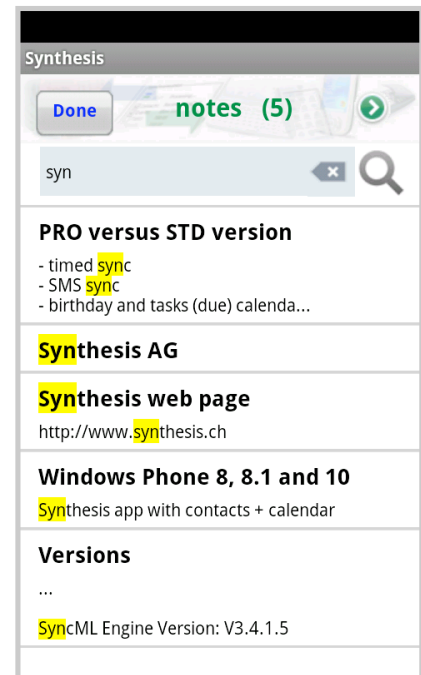 Synthesis
Done
notes (5)
syn
PRO versus STD version
- timed sync
- SMS sync
- birthday and tasks (due) calenda...
Synthesis AG
Synthesis web page
http://www.synthesis.ch
Windows Phone 8, 8.1 and 10
Synthesis app with contacts + calendar
Versions
...
SyncML Engine Version: V3.4.1.5